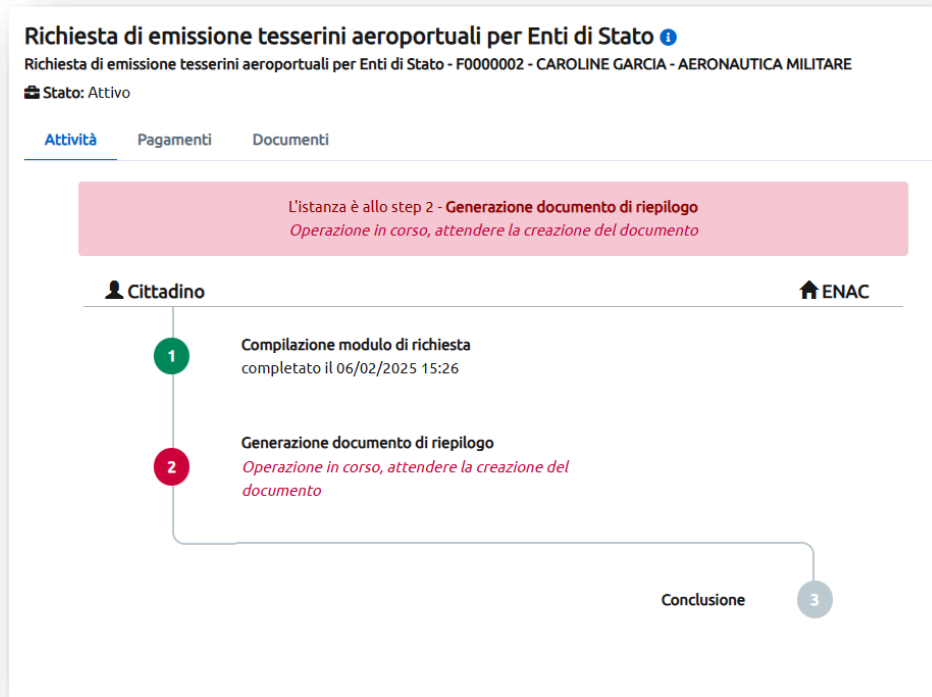 Richiesta di emissione tesserini aeroportuali per Enti di Stato
Richiesta di emissione tesserini aeroportuali per Enti di Stato - F0000002 - CAROLINE GARCIA - AERONAUTICA MILITARE
Stato: Attivo
Attività Pagamenti Documenti
L'istanza è allo step 2 - Generazione documento di riepilogo
Operazione in corso, attendere la creazione del documento
Cittadino ENAC
1 Compilazione modulo di richiesta
completato il 06/02/2025 15:26
Generazione documento di riepilogo
2 Operazione in corso, attendere la creazione del
documento
Conclusione 3